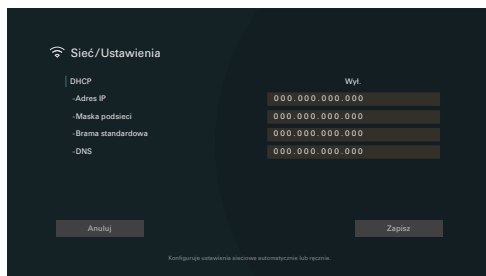 Sieć/Ustawienia
DHCP Wył.
-Adres IP 000.000.000.000
-Maska podsieci 000.000.000.000
-Brama standardowa 000.000.000.000
-DNS 000.000.000.000
Anuluj Zapisz
Konfiguruje ustawienia sieciowe automatycznie lub ręcznie.